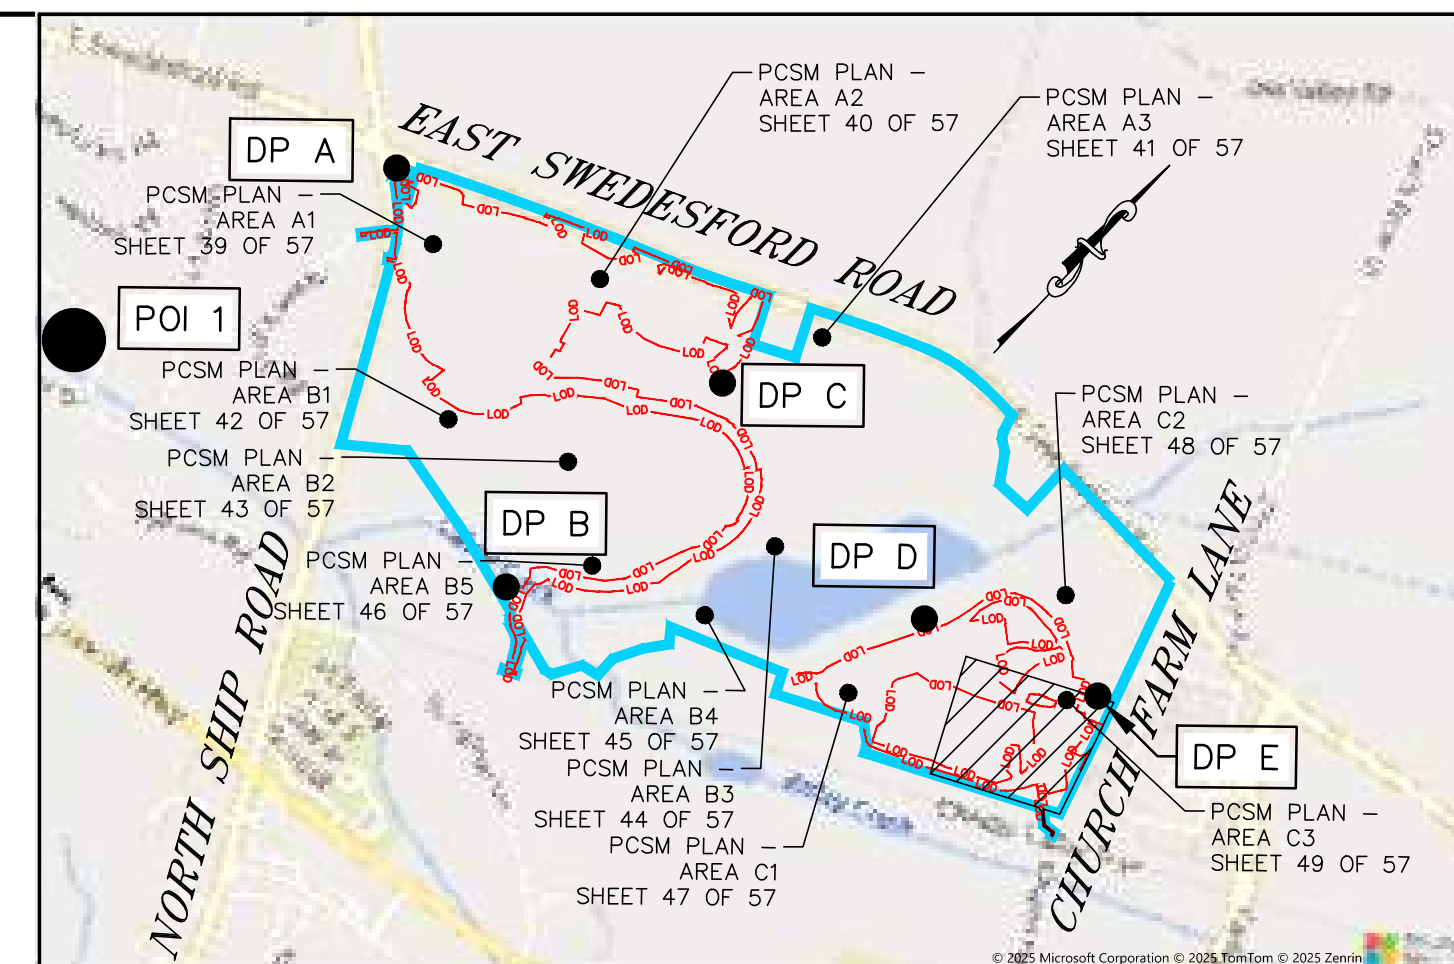 PCSM PLAN –
AREA A2
SHEET 40 OF 57
PCSM PLAN –
AREA A3
SHEET 41 OF 57
EAST SWEDESFORD ROAD
DP A
PCSM PLAN –
AREA A1
SHEET 39 OF 57
POI 1
PCSM PLAN –
AREA B1
SHEET 42 OF 57
DP C
PCSM PLAN –
AREA C2
SHEET 48 OF 57
PCSM PLAN –
AREA B2
SHEET 43 OF 57
DP B
DP D
PCSM PLAN –
AREA B5
SHEET 46 OF 57
NORTH SHIP ROAD
CHURCH FARM LANE
PCSM PLAN –
AREA B4
SHEET 45 OF 57
DP E
PCSM PLAN –
AREA B3
SHEET 44 OF 57
PCSM PLAN –
AREA C3
SHEET 49 OF 57
PCSM PLAN –
AREA C1
SHEET 47 OF 57
LOD
Valley Creek
© 2025 Microsoft Corporation © 2025 TomTom © 2025 Zenrin